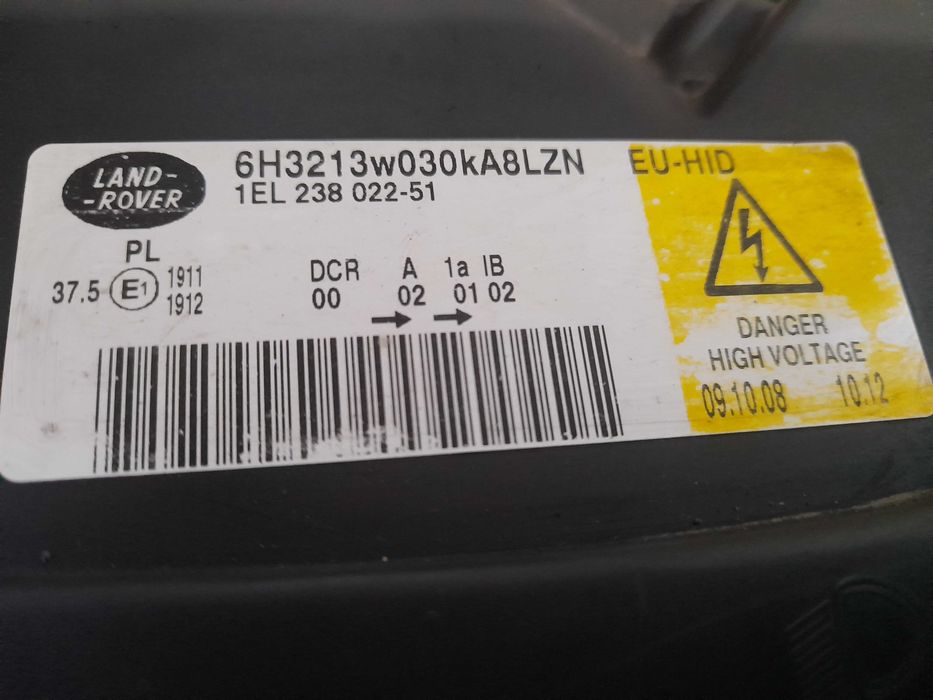 LAND-
-ROVER
6H3213w030kA8LZN
1EL 238 022-51
EU-HID
PL
37.5 E1 1911
1912
DCR A 1a IB
00 02 01 02
DANGER
HIGH VOLTAGE
09.10.08 10.12